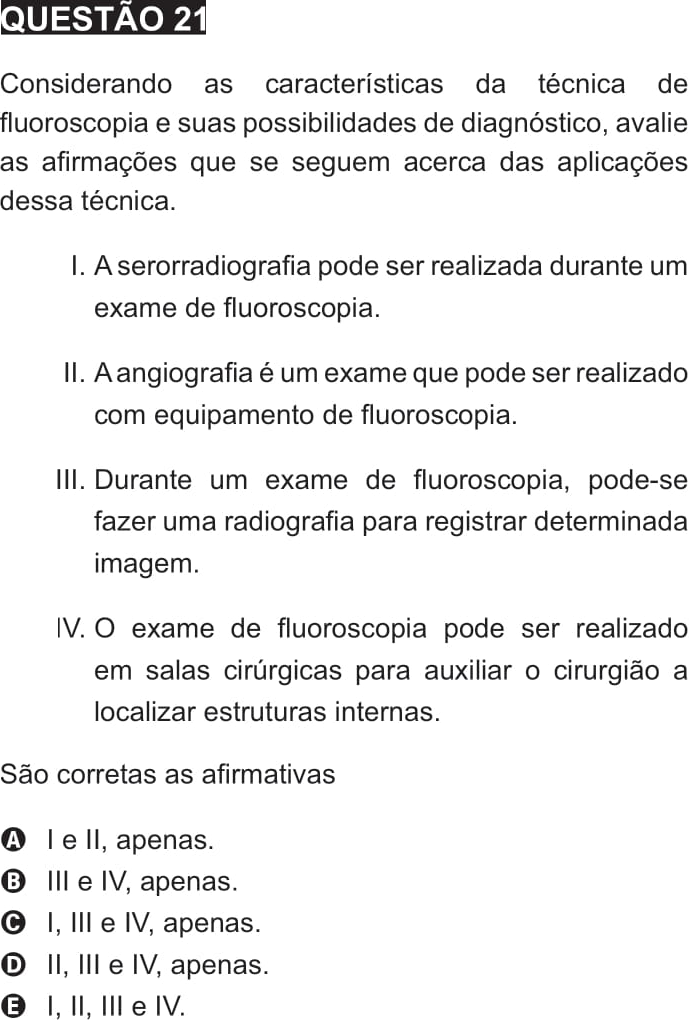 QUESTÃO 21
Considerando as características da técnica de
fluoroscopia e suas possibilidades de diagnóstico, avalie
as afirmações que se seguem acerca das aplicações
dessa técnica.
I. A serorradiografia pode ser realizada durante um
exame de fluoroscopia.
II. A angiografia é um exame que pode ser realizado
com equipamento de fluoroscopia.
III. Durante um exame de fluoroscopia, pode-se
fazer uma radiografia para registrar determinada
imagem.
IV. O exame de fluoroscopia pode ser realizado
em salas cirúrgicas para auxiliar o cirurgião a
localizar estruturas internas.
São corretas as afirmativas
A I e II, apenas.
B III e IV, apenas.
C I, III e IV, apenas.
D II, III e IV, apenas.
E I, II, III e IV.